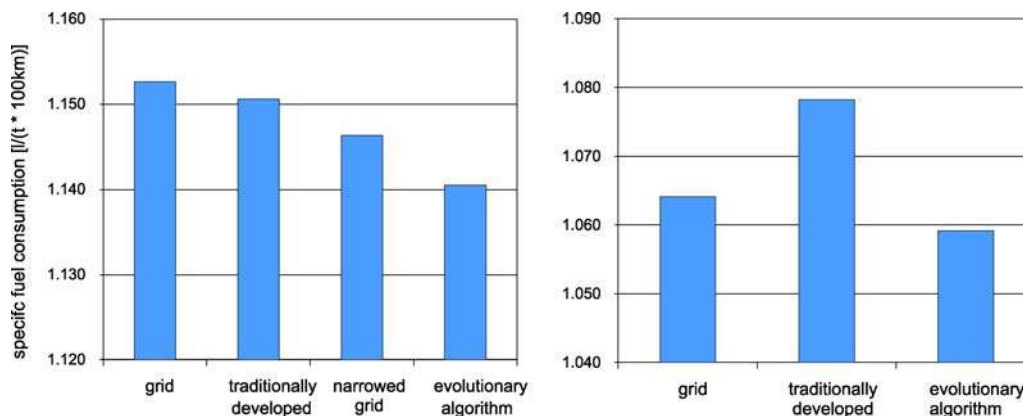 specifc fuel consumption [l/(t * 100km)]
1.160
1.150
1.140
1.130
1.120
grid
traditionally
developed
narrowed
grid
evolutionary
algorithm
1.090
1.080
1.070
1.060
1.050
1.040
grid
traditionally
developed
evolutionary
algorithm